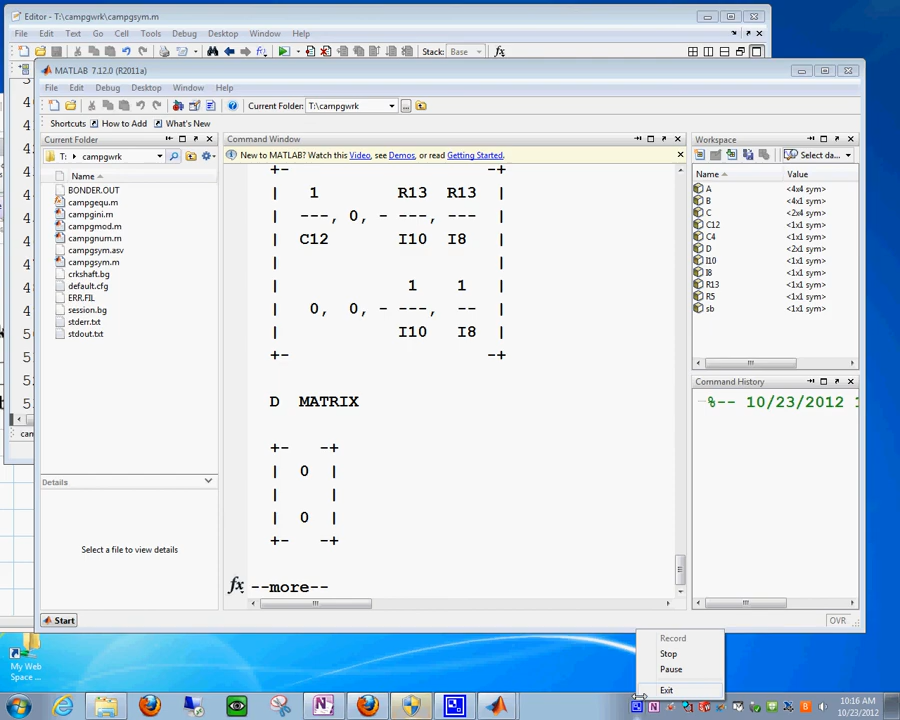 Editor - T:\campgwrk\campgsym.m
File Edit Text Go Cell Tools Debug Desktop Window Help
Stack: Base fx
MATLAB 7.12.0 (R2011a)
File Edit Debug Desktop Window Help
Current Folder: T:\campgwrk ...
Shortcuts How to Add What's New
Current Folder
T: ▸ campgwrk
Name
BONDER.OUT
campgequ.m
campgini.m
campgmod.m
campgnum.m
campgsym.asv
campgsym.m
crkshaft.bg
default.cfg
ERR.FIL
session.bg
stderr.txt
stdout.txt
Details
Select a file to view details
Command Window
New to MATLAB? Watch this Video, see Demos, or read Getting Started.
+- -+
| 1 R13 R13 |
| ---, 0, - ---, --- |
| C12 I10 I8 |
| |
| 1 1 |
| 0, 0, - ---, -- |
| I10 I8 |
+- -+
D MATRIX
+- -+
| 0 |
| |
| 0 |
+- -+
fx --more--
Workspace
Select da...
Name Value
A <4x4 sym>
B <4x1 sym>
C <2x4 sym>
C12 <1x1 sym>
C4 <1x1 sym>
D <2x1 sym>
I10 <1x1 sym>
I8 <1x1 sym>
R13 <1x1 sym>
R5 <1x1 sym>
sb <1x1 sym>
Command History
%-- 10/23/2012 1
Start
OVR
Record
Stop
Pause
Exit
My Web
Space ...
10:16 AM
10/23/2012